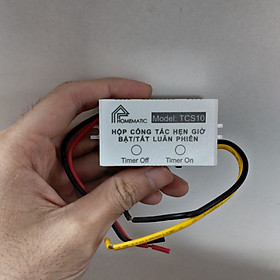 HOMEMATIC
Model: TCS10
HỘP CÔNG TẮC HẸN GIỜ
BẬT/TẮT LUÂN PHIÊN
Timer Off Timer On